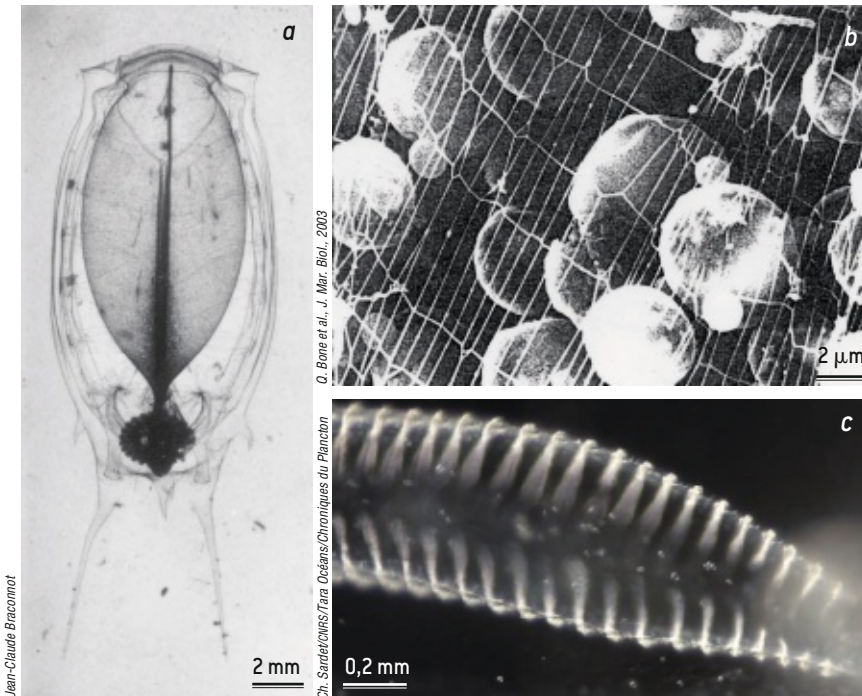 a
Jean-Claude Braconnot
2 mm
b
Q. Bone et al., J. Mar. Biol., 2003
2 μm
c
Ch. Sardet/CNRS/Tara Océans/Chroniques du Plancton
0,2 mm